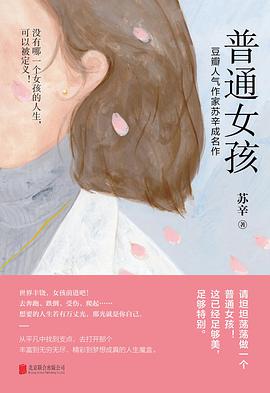 普通女孩
豆瓣人气作家苏辛成名作
苏辛 著
没有哪一个女孩的人生,
可以被定义!
世界丰饶,女孩前进吧!
去奔跑、跌倒、受伤、爬起……
想要的人生若有万丈光,那光就是你自己。
从平凡中找到支点,去打开那个
丰富到无穷无尽、精彩到梦想成真的人生魔盒。
请坦坦荡荡做一个
普通女孩!
这已经足够美,
足够特别。
北京联合出版公司